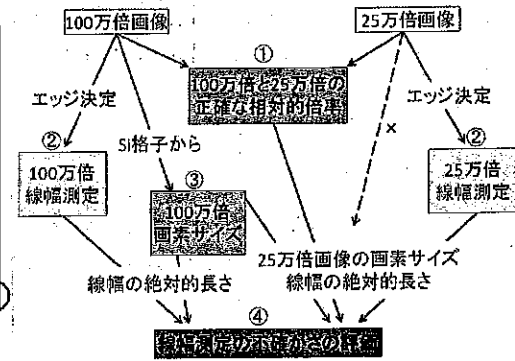 100万倍画像
25万倍画像
①
100万倍と25万倍の
正確な相対的倍率
エッジ決定
エッジ決定
×
Si格子から
②
100万倍
線幅測定
②
25万倍
線幅測定
③
100万倍
画素サイズ
25万倍画像の画素サイズ
線幅の絶対的長さ
線幅の絶対的長さ
④
線幅測定の正確かさの評価